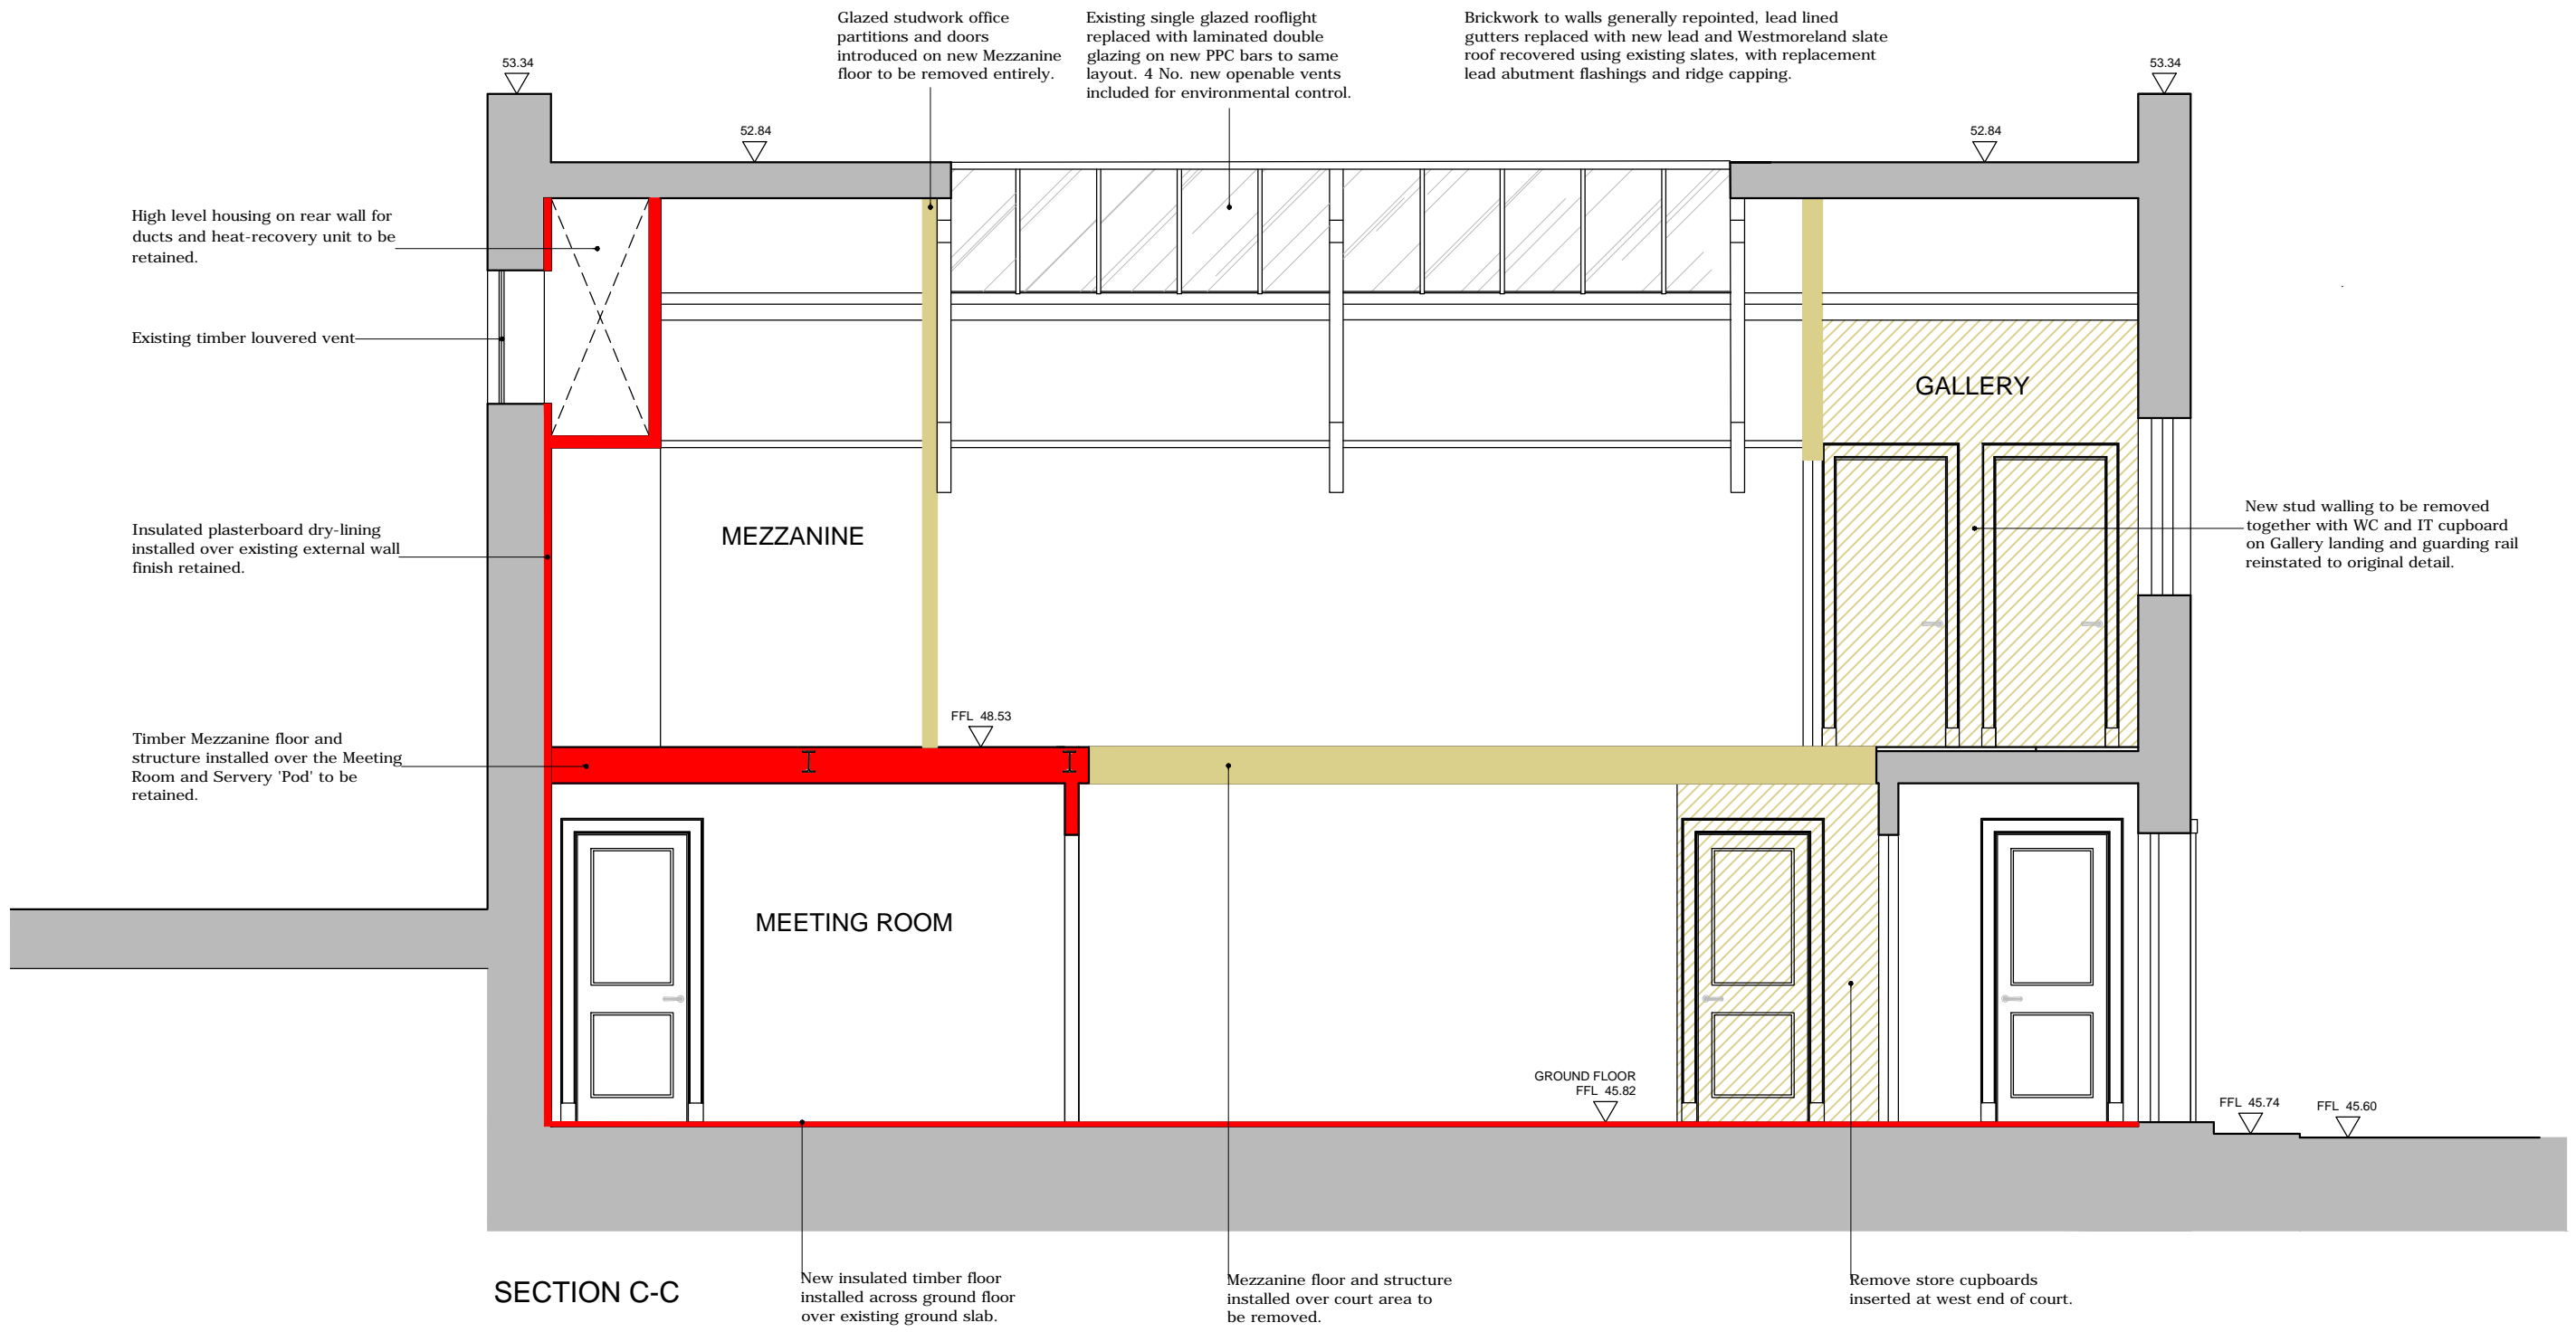 Glazed studwork office
partitions and doors
introduced on new Mezzanine
floor to be removed entirely.
Existing single glazed rooflight
replaced with laminated double
glazing on new PPC bars to same
layout. 4 No. new openable vents
included for environmental control.
Brickwork to walls generally repointed, lead lined
gutters replaced with new lead and Westmoreland slate
roof recovered using existing slates, with replacement
lead abutment flashings and ridge capping.
53.34
53.34
52.84
52.84
High level housing on rear wall for
ducts and heat-recovery unit to be
retained.
Existing timber louvered vent
GALLERY
Insulated plasterboard dry-lining
installed over existing external wall
finish retained.
MEZZANINE
New stud walling to be removed
together with WC and IT cupboard
on Gallery landing and guarding rail
reinstated to original detail.
FFL 48.53
Timber Mezzanine floor and
structure installed over the Meeting
Room and Servery 'Pod' to be
retained.
MEETING ROOM
GROUND FLOOR
FFL 45.82
FFL 45.74
FFL 45.60
SECTION C-C
New insulated timber floor
installed across ground floor
over existing ground slab.
Mezzanine floor and structure
installed over court area to
be removed.
Remove store cupboards
inserted at west end of court.